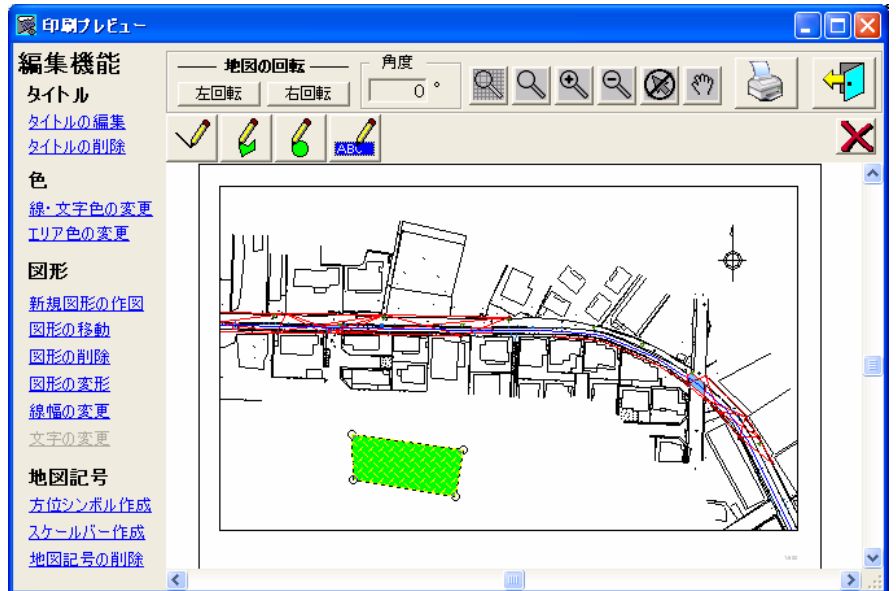 印刷プレビュー
編集機能
タイトル
タイトルの編集
タイトルの削除
色
線・文字色の変更
エリア色の変更
図形
新規図形の作図
図形の移動
図形の削除
図形の変形
線幅の変更
文字の変更
地図記号
方位シンボル作成
スケールバー作成
地図記号の削除
地図の回転
左回転 右回転
角度
0 °
ABC